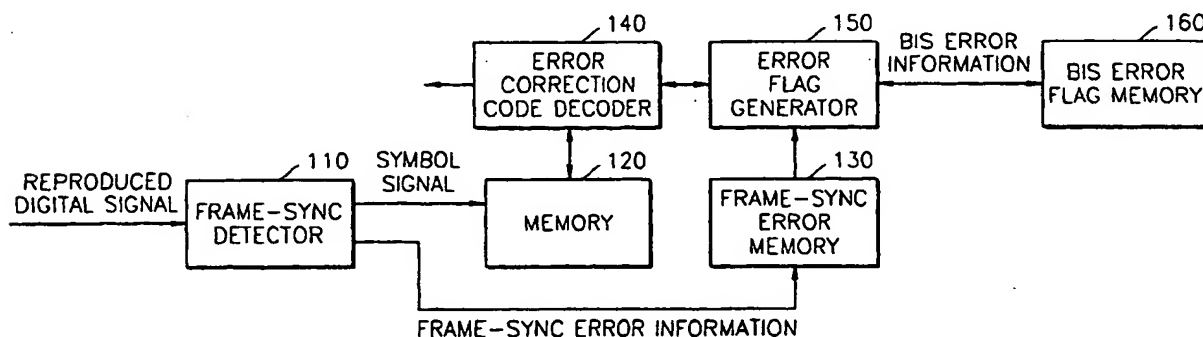 140
ERROR
CORRECTION
CODE DECODER
150
ERROR
FLAG
GENERATOR
BIS ERROR
INFORMATION
160
BIS ERROR
FLAG MEMORY
REPRODUCED
DIGITAL SIGNAL
110
FRAME-SYNC
DETECTOR
SYMBOL
SIGNAL
120
MEMORY
130
FRAME-SYNC
ERROR
MEMORY
FRAME-SYNC ERROR INFORMATION